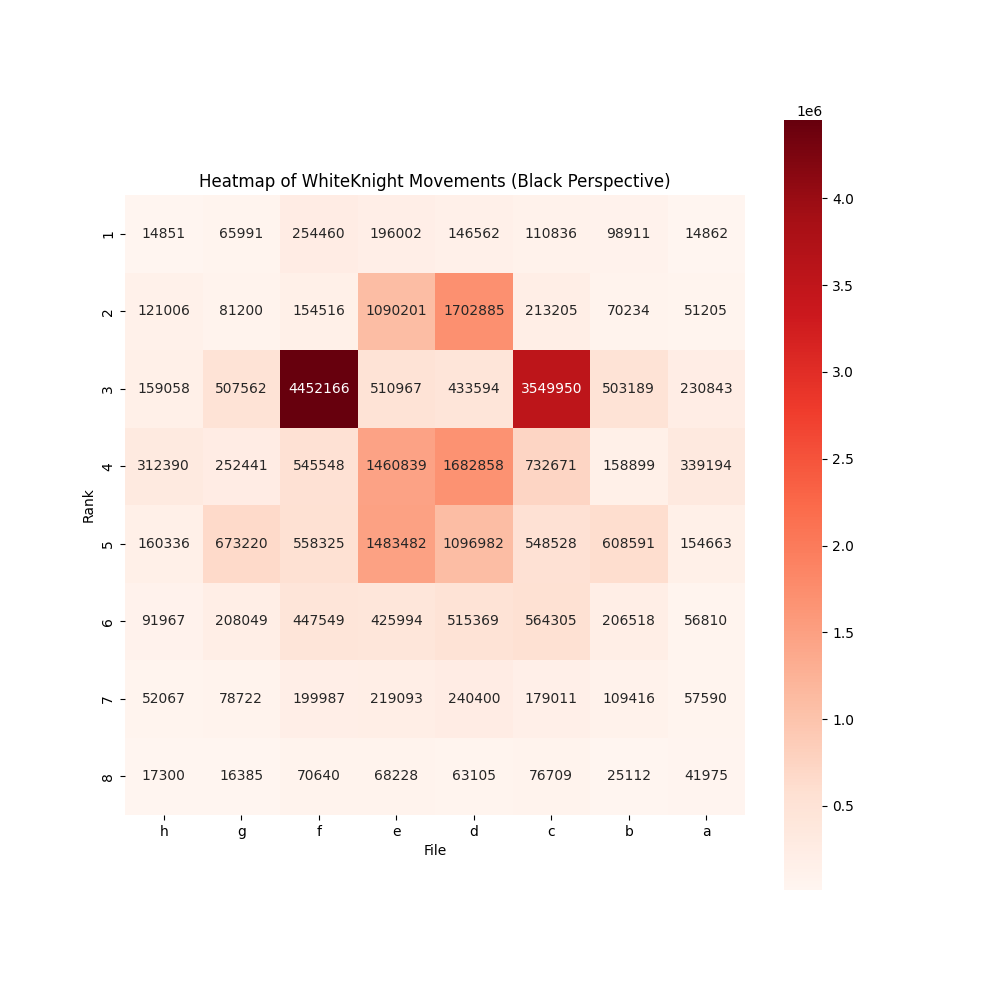 1e6
Heatmap of WhiteKnight Movements (Black Perspective)
1 14851 65991 254460 196002 146562 110836 98911 14862
2 121006 81200 154516 1090201 1702885 213205 70234 51205
3 159058 507562 4452166 510967 433594 3549950 503189 230843
4 312390 252441 545548 1460839 1682858 732671 158899 339194
5 160336 673220 558325 1483482 1096982 548528 608591 154663
6 91967 208049 447549 425994 515369 564305 206518 56810
7 52067 78722 199987 219093 240400 179011 109416 57590
8 17300 16385 70640 68228 63105 76709 25112 41975
h g f e d c b a
File
Rank
4.0
3.5
3.0
2.5
2.0
1.5
1.0
0.5